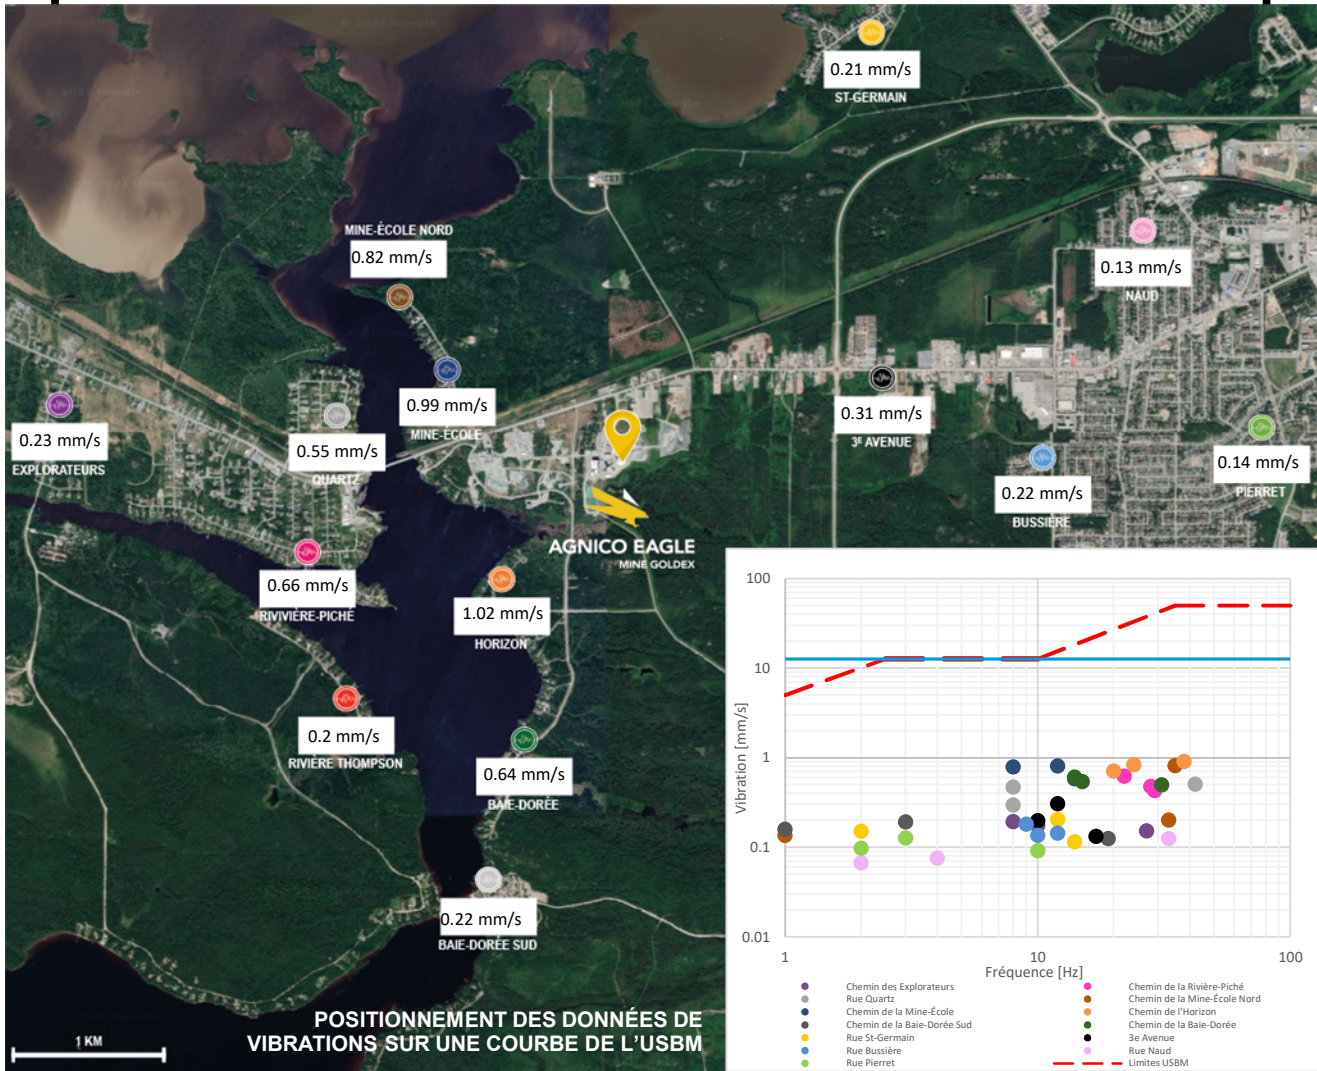 0.21 mm/s
ST-GERMAIN
MINE-ÉCOLE NORD
0.82 mm/s
0.13 mm/s
NAUD
0.99 mm/s
MINE-ÉCOLE
0.23 mm/s
EXPLORATEURS
0.55 mm/s
QUARTZ
0.31 mm/s
3E AVENUE
0.14 mm/s
PIERRET
0.22 mm/s
BUSSIÈRE
AGNICO EAGLE
MINE GOLDEX
0.66 mm/s
RIVIVIÈRE-PICHÉ
1.02 mm/s
HORIZON
0.2 mm/s
RIVIÈRE THOMPSON
0.64 mm/s
BAIE-DORÉE
0.22 mm/s
BAIE-DORÉE SUD
POSITIONNEMENT DES DONNÉES DE
VIBRATIONS SUR UNE COURBE DE L'USBM
1 KM
100
10
1
0.1
0.01
Vibration [mm/s]
1
10
100
Fréquence [Hz]
Chemin des Explorateurs
Chemin de la Rivière-Piché
Rue Quartz
Chemin de la Mine-École Nord
Chemin de la Mine-École
Chemin de l'Horizon
Chemin de la Baie-Dorée Sud
Chemin de la Baie-Dorée
Rue St-Germain
3e Avenue
Rue Bussière
Rue Naud
Rue Pierret
Limites USBM